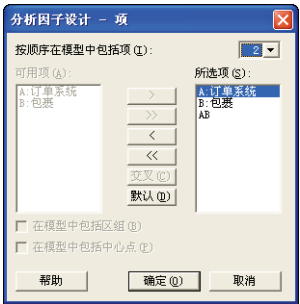 分析因子设计 - 项
按顺序在模型中包括项(I):
2
可用项(A):
所选项(S):
A:订单系统
B:包裹
A:订单系统
B:包裹
AB
>
>>
<
<<
交叉(C)
默认(D)
在模型中包括区组(B)
在模型中包括中心点(P)
帮助
确定(O)
取消